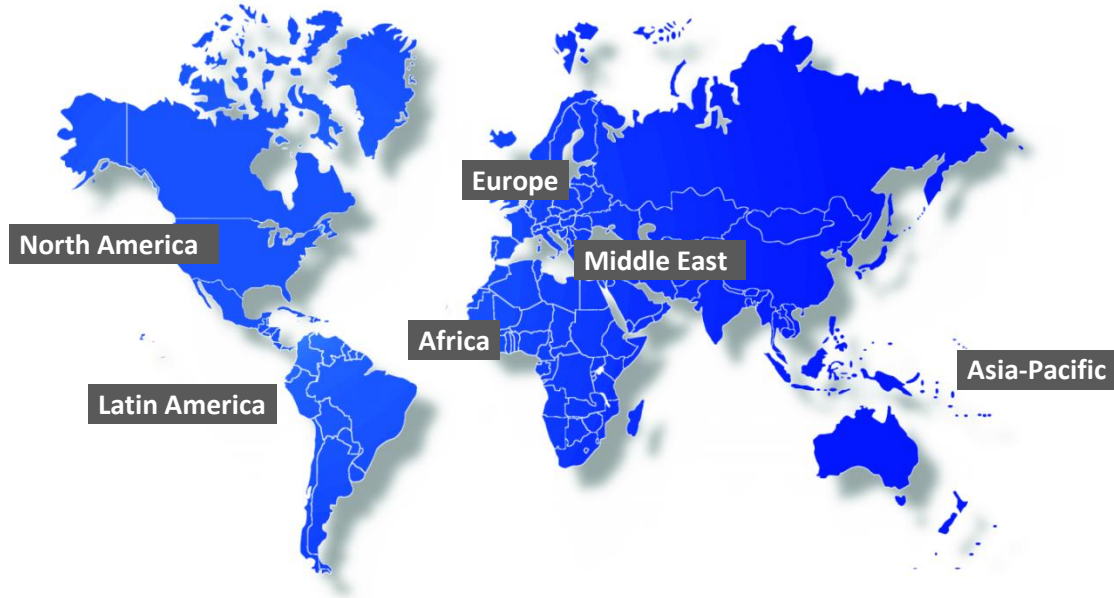 Europe
North America
Middle East
Africa
Asia-Pacific
Latin America